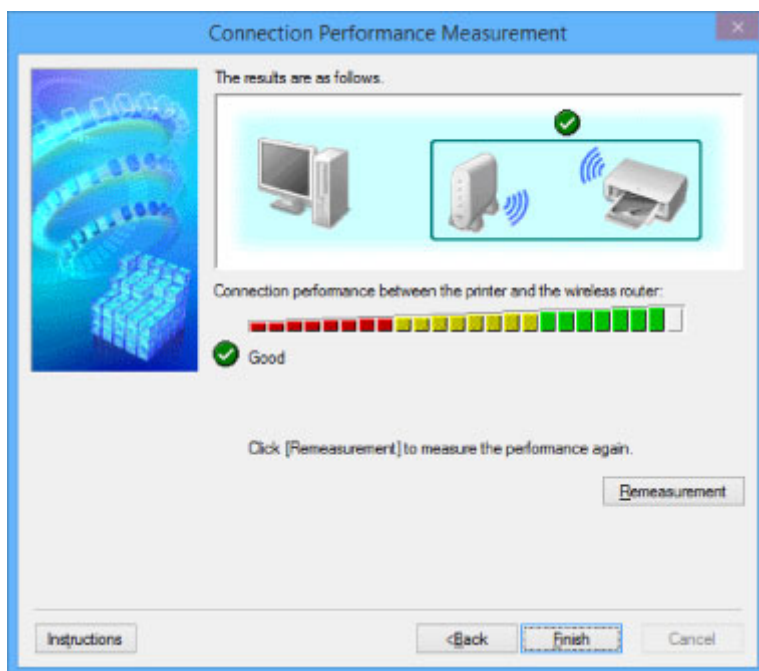 Connection Performance Measurement
The results are as follows.
Connection performance between the printer and the wireless router:
Good
Click [Remeasurement] to measure the performance again.
Remeasurement
Instructions
<Back
Finish
Cancel